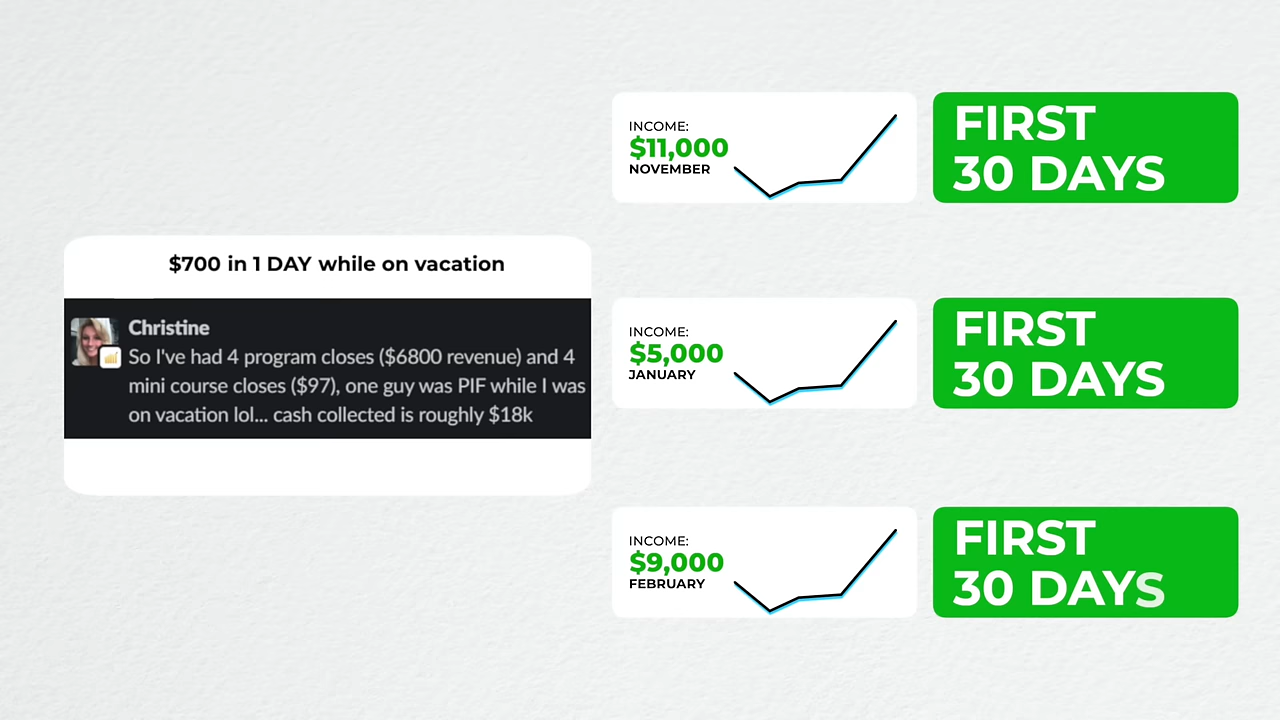 $700 in 1 DAY while on vacation
Christine
So I've had 4 program closes ($6800 revenue) and 4
mini course closes ($97), one guy was PIF while I was
on vacation lol... cash collected is roughly $18k
INCOME:
$11,000
NOVEMBER
FIRST
30 DAYS
INCOME:
$5,000
JANUARY
FIRST
30 DAYS
INCOME:
$9,000
FEBRUARY
FIRST
30 DAYS